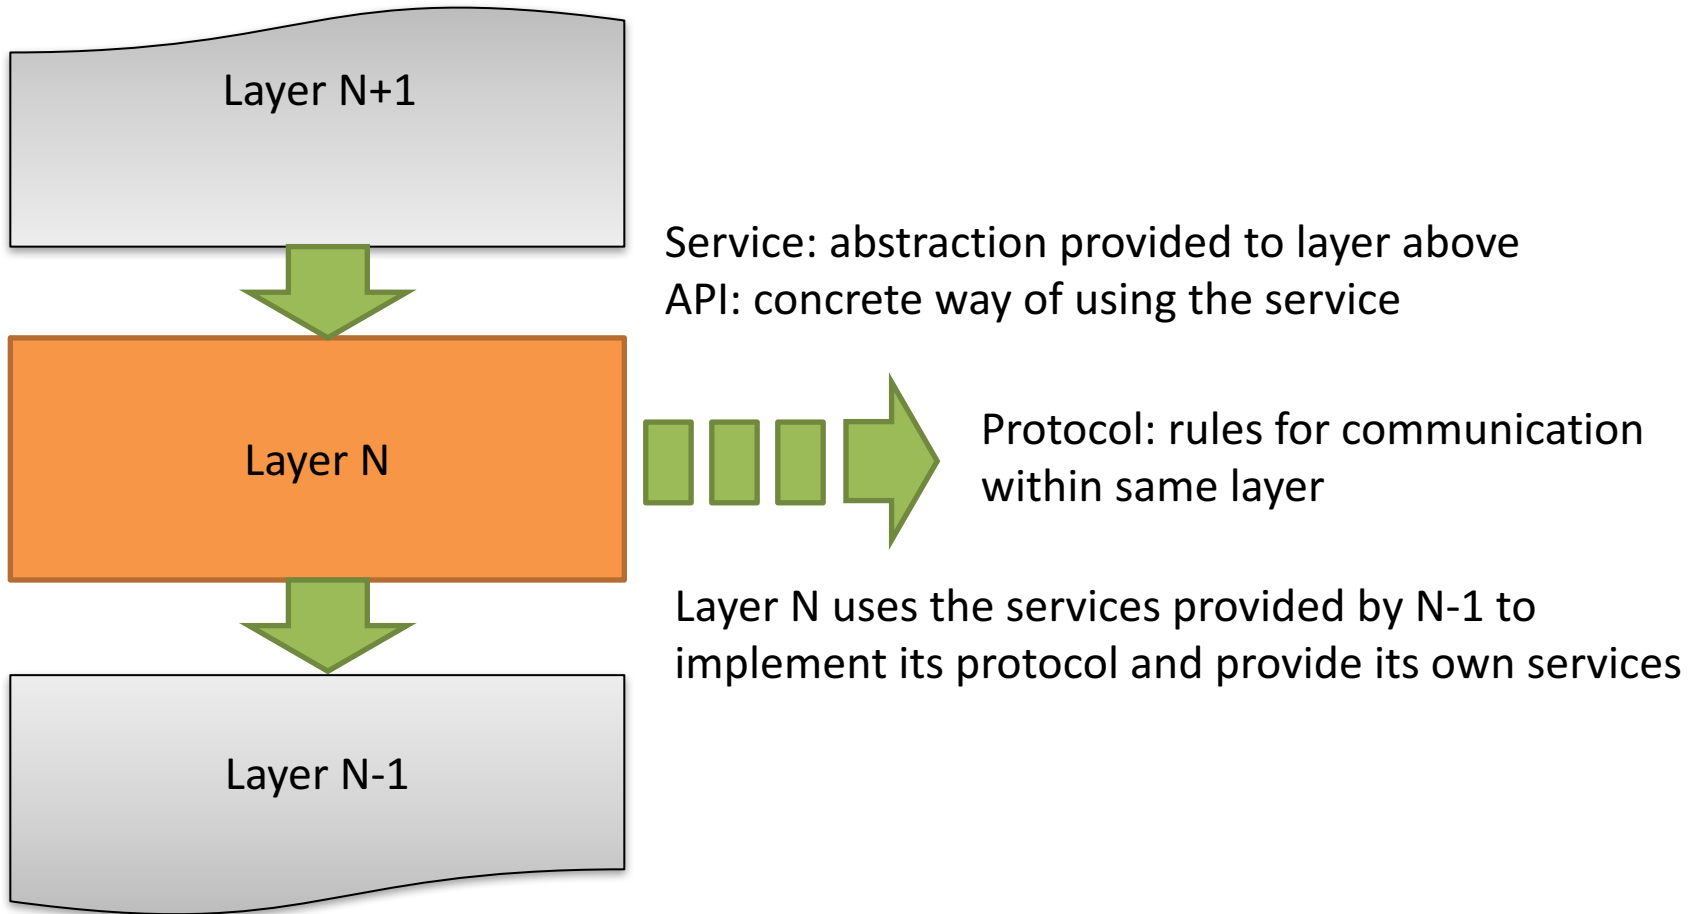 Layer N+1
Service: abstraction provided to layer above
API: concrete way of using the service
Layer N
Protocol: rules for communication
within same layer
Layer N uses the services provided by N-1 to
implement its protocol and provide its own services
Layer N-1